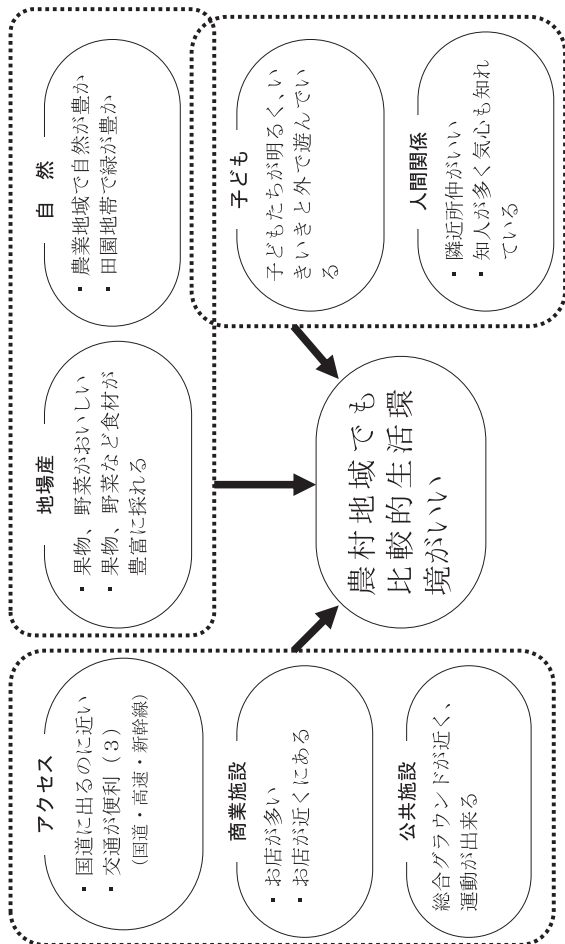 アクセス
・国道に出るのに近い
・交通が便利（３）
（国道・高速・新幹線）
商業施設
・お店が多い
・お店が近くにある
公共施設
総合グラウンドが近く、
運動が出来る
地場産
・果物、野菜がおいしい
・果物、野菜など食材が
豊富に採れる
自　然
・農業地域で自然が豊か
・田園地帯で緑が豊か
子ども
子どもたちが明るく、い
きいきと外で遊んでい
る
人間関係
・隣近所仲がいい
・知人が多く気心も知れ
ている
農村地域でも
比較的生活環
境がいい